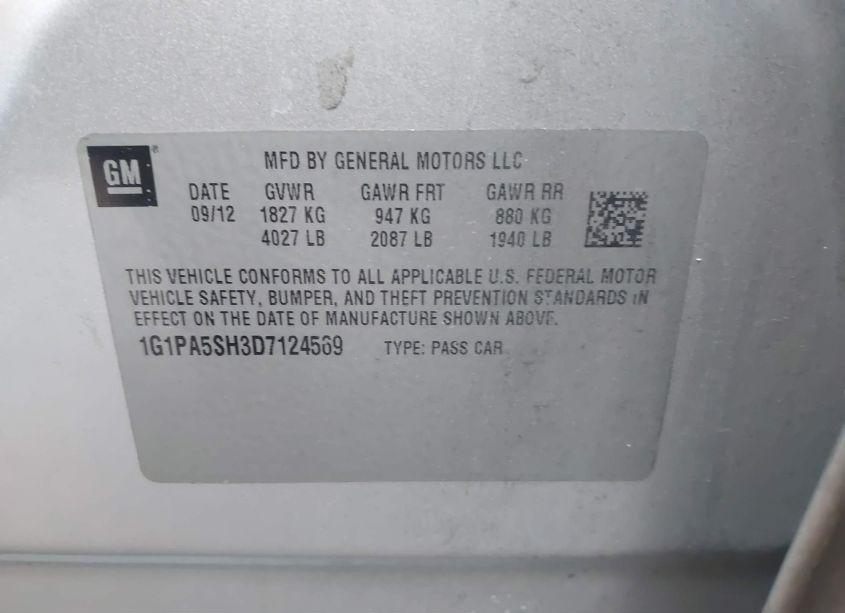 GM®
MFD BY GENERAL MOTORS LLC
DATE GVWR GAWR FRT GAWR RR
09/12 1827 KG 947 KG 880 KG
4027 LB 2087 LB 1940 LB
THIS VEHICLE CONFORMS TO ALL APPLICABLE U.S. FEDERAL MOTOR
VEHICLE SAFETY, BUMPER, AND THEFT PREVENTION STANDARDS IN
EFFECT ON THE DATE OF MANUFACTURE SHOWN ABOVE.
1G1PA5SH3D7124569 TYPE: PASS CAR